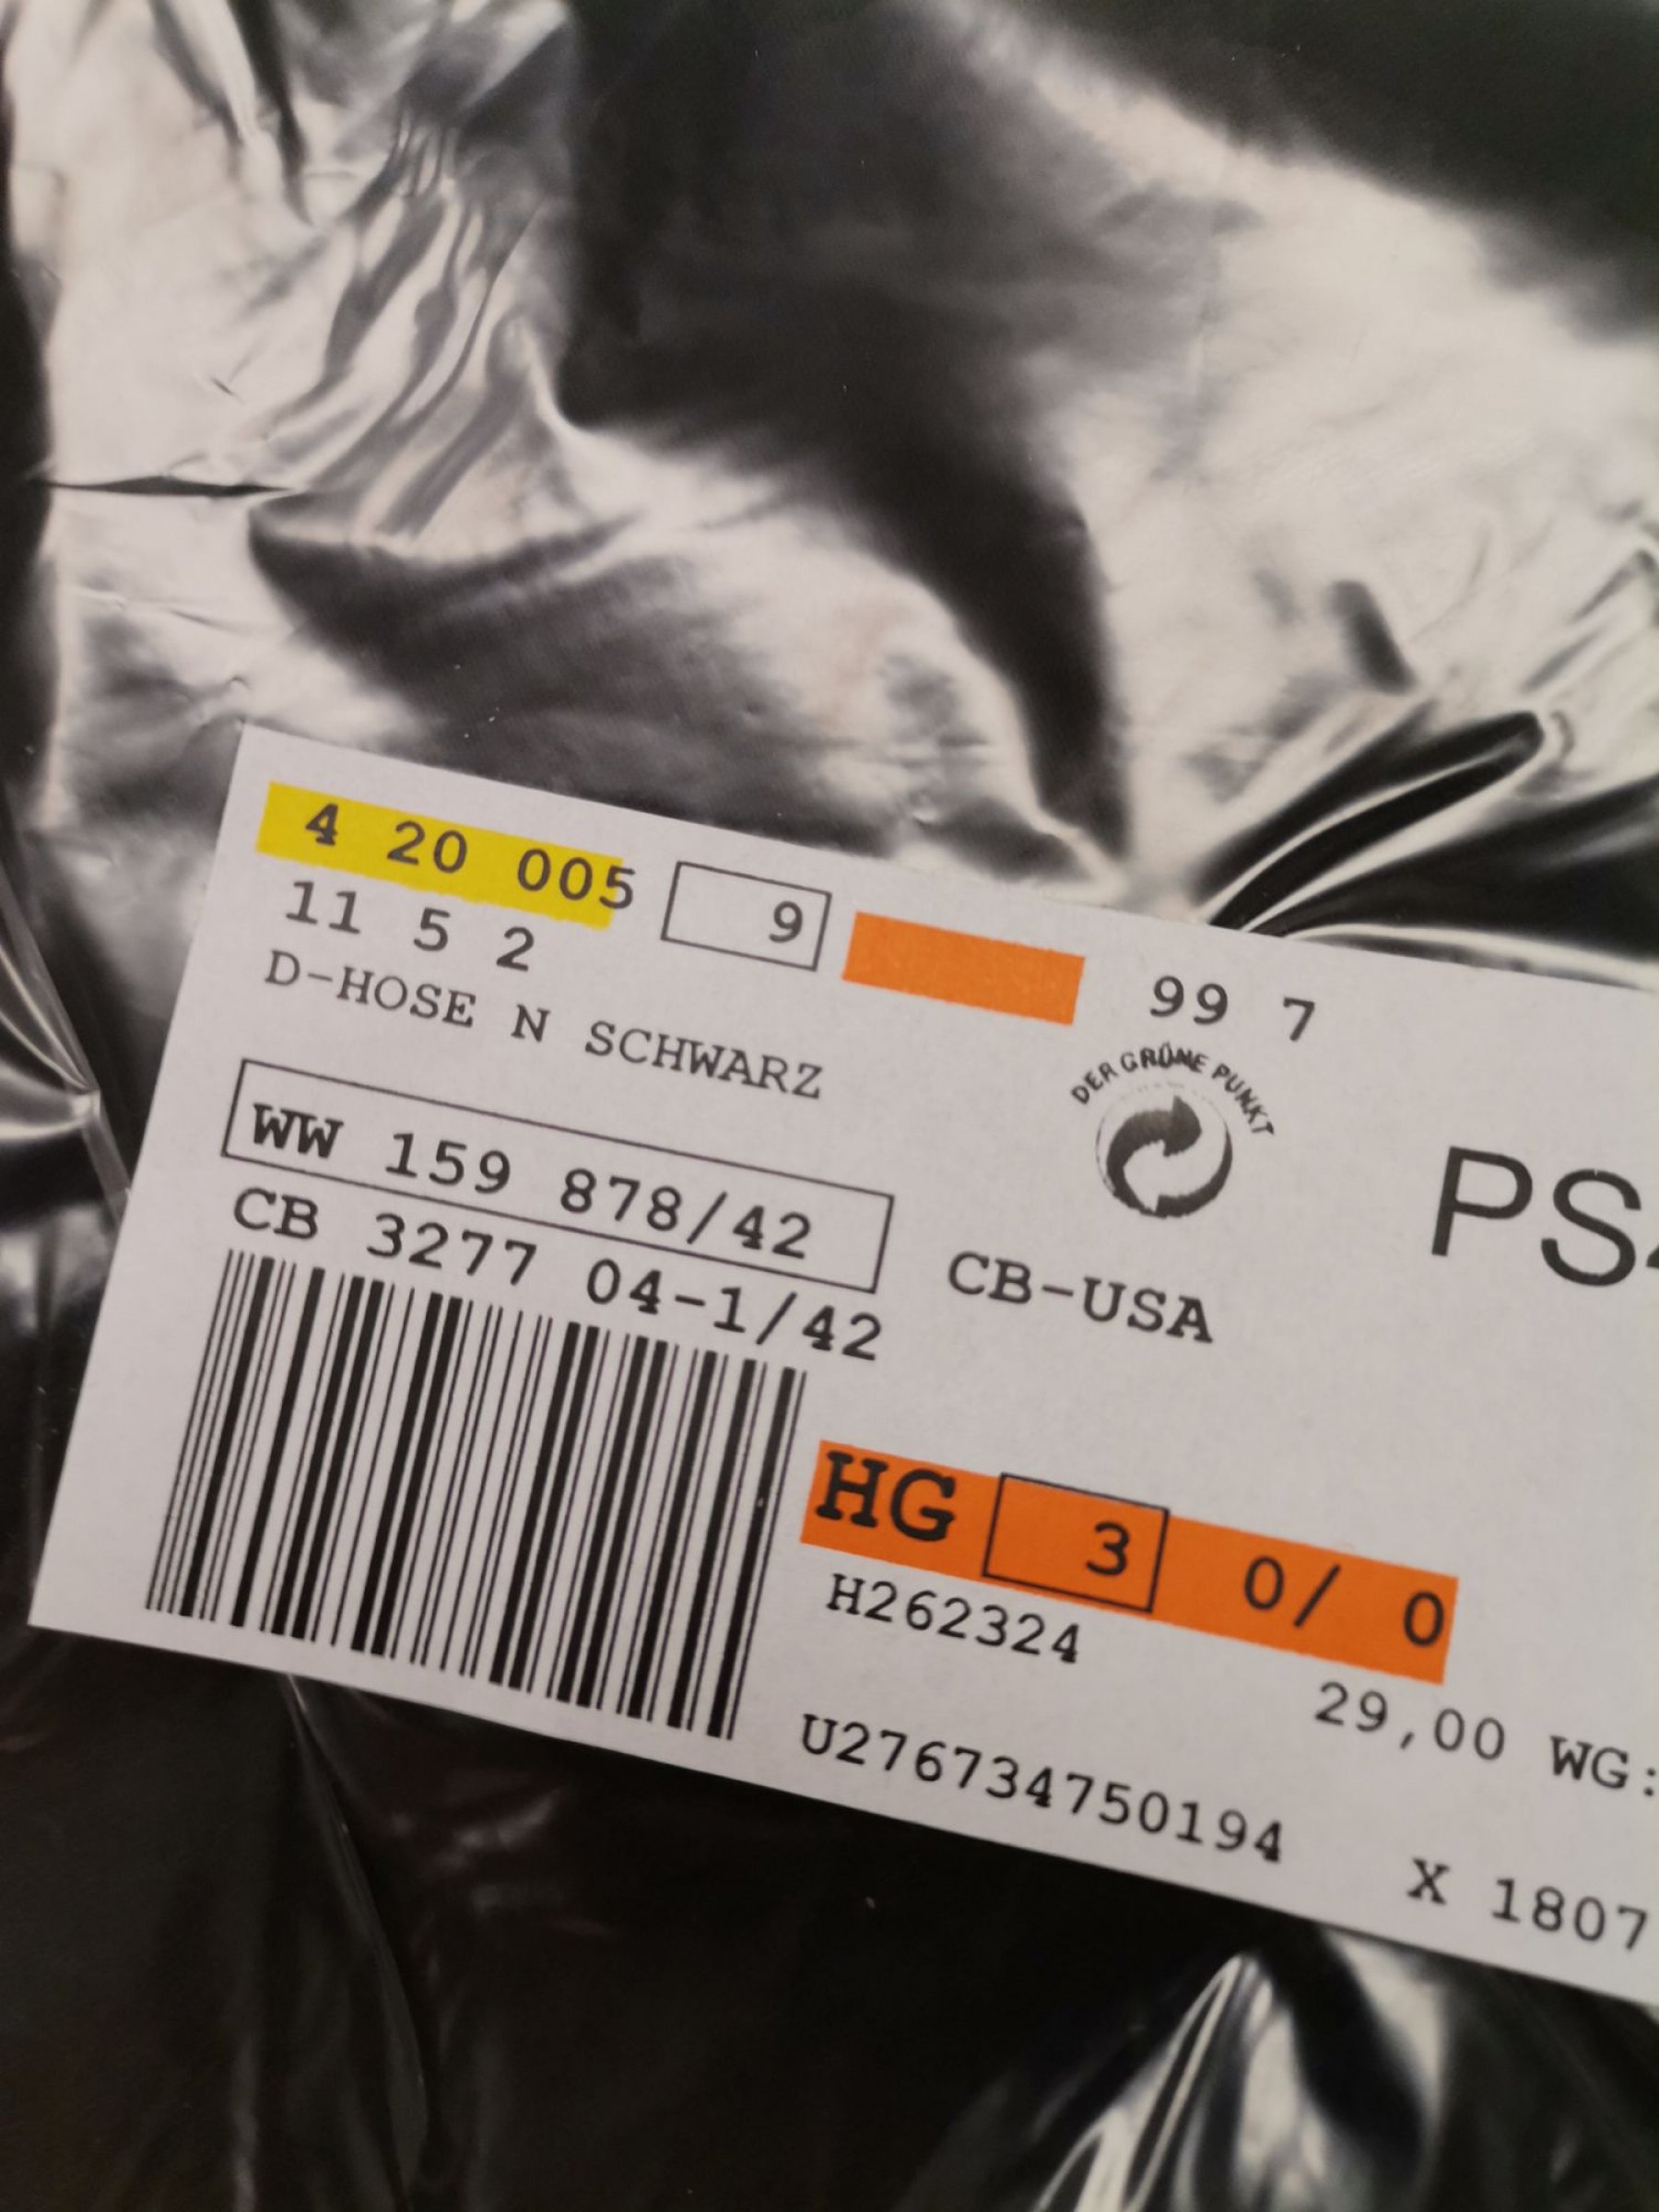 4 20 005 9 99 7
11 5 2
D-HOSE N SCHWARZ
DER GRÜNE PUNKT
WW 159 878/42
CB 3277 04-1/42 CB-USA
HG 3 0/ 0
H262324
29,00 WG:
U276734750194 X 1807